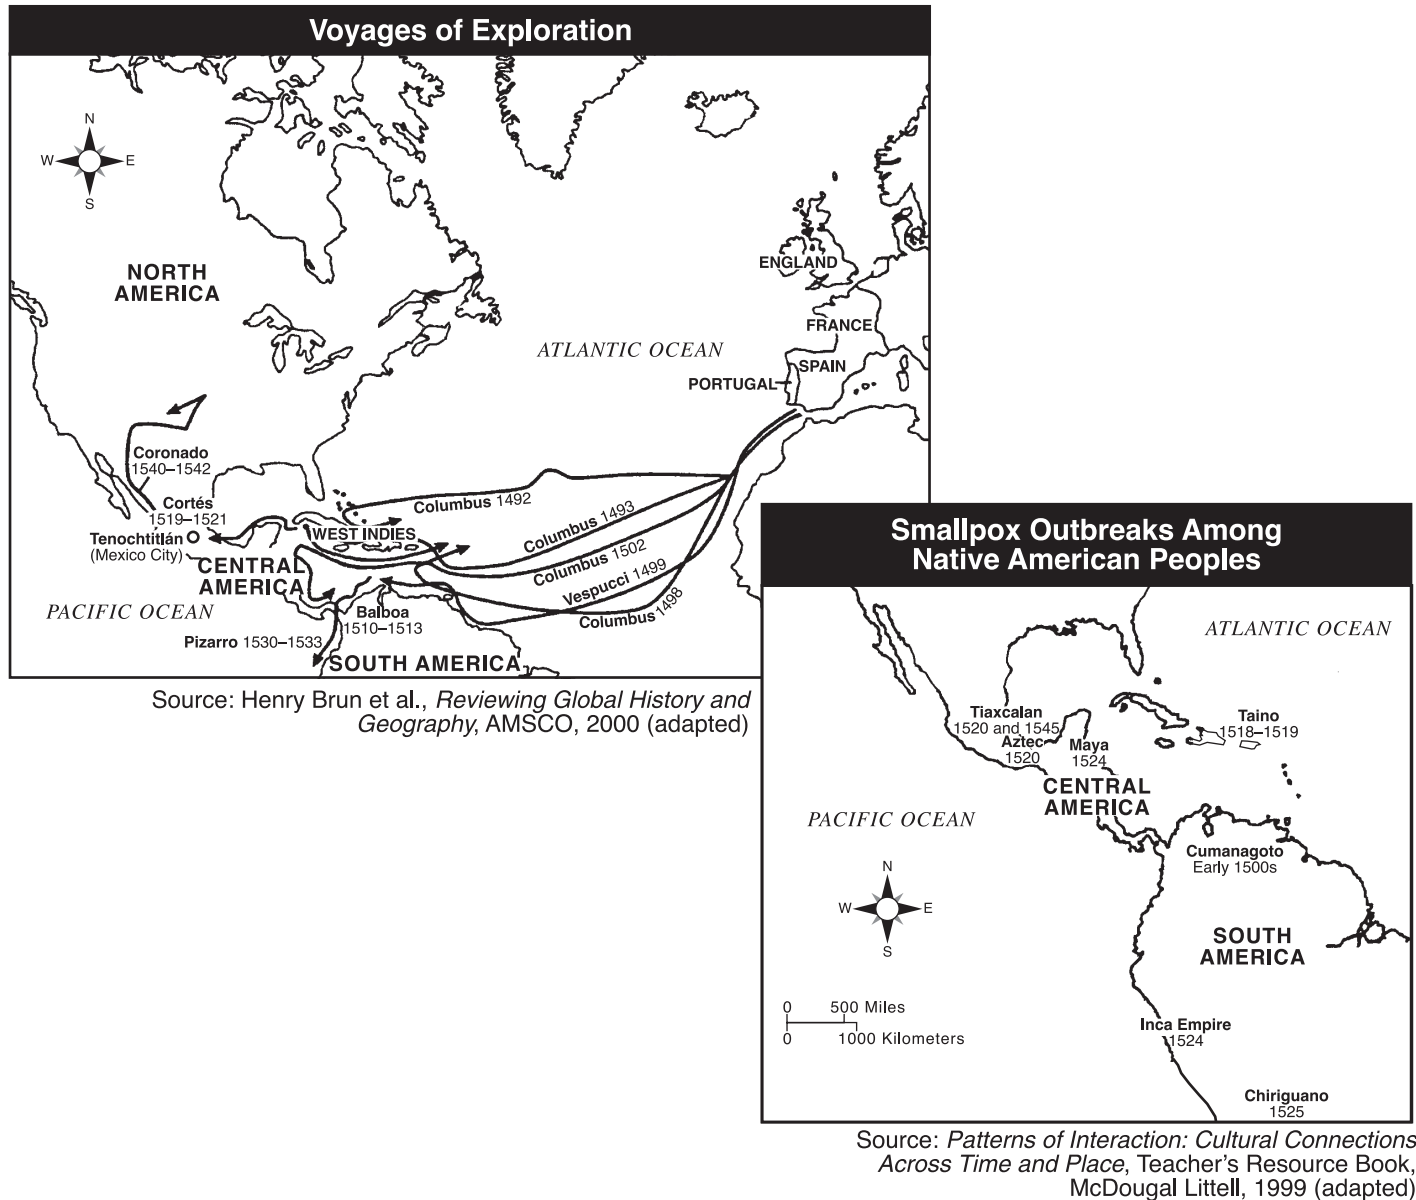 Voyages of Exploration
N
W
E
S
NORTH
AMERICA
ENGLAND
FRANCE
ATLANTIC OCEAN
SPAIN
PORTUGAL
Coronado
1540–1542
Cortés
1519–1521
Tenochtitlán
(Mexico City)
Columbus 1492
WEST INDIES
Columbus 1493
Columbus 1502
Vespucci 1499
Columbus 1498
CENTRAL
AMERICA
PACIFIC OCEAN
Balboa
1510–1513
Pizarro 1530–1533
SOUTH AMERICA
Source: Henry Brun et al., Reviewing Global History and
Geography, AMSCO, 2000 (adapted)
Smallpox Outbreaks Among
Native American Peoples
ATLANTIC OCEAN
Tiaxcalan
1520 and 1545
Aztec
1520
Maya
1524
Taino
1518–1519
CENTRAL
AMERICA
PACIFIC OCEAN
Cumanagoto
Early 1500s
N
W
E
S
SOUTH
AMERICA
0 500 Miles
0 1000 Kilometers
Inca Empire
1524
Chiriguano
1525
Source: Patterns of Interaction: Cultural Connections
Across Time and Place, Teacher's Resource Book,
McDougal Littell, 1999 (adapted)